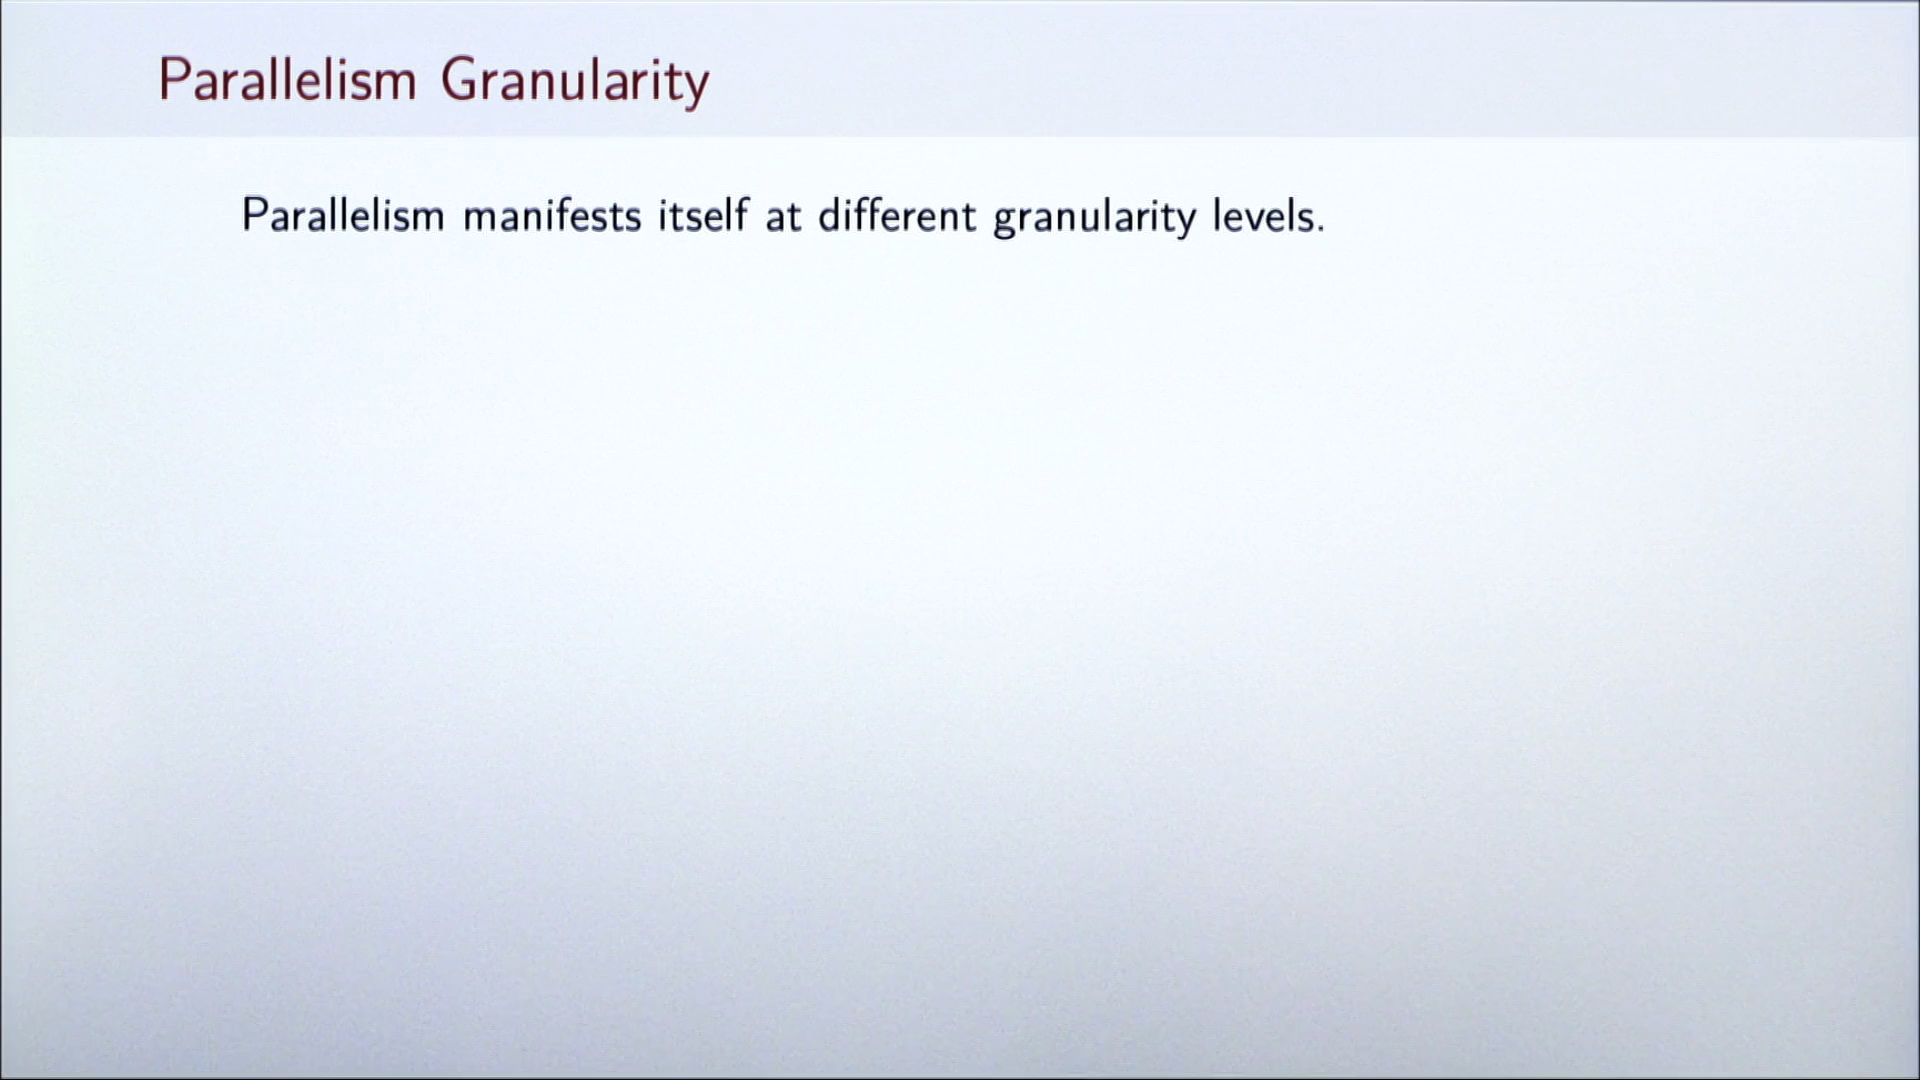 Parallelism Granularity
Parallelism manifests itself at different granularity levels.